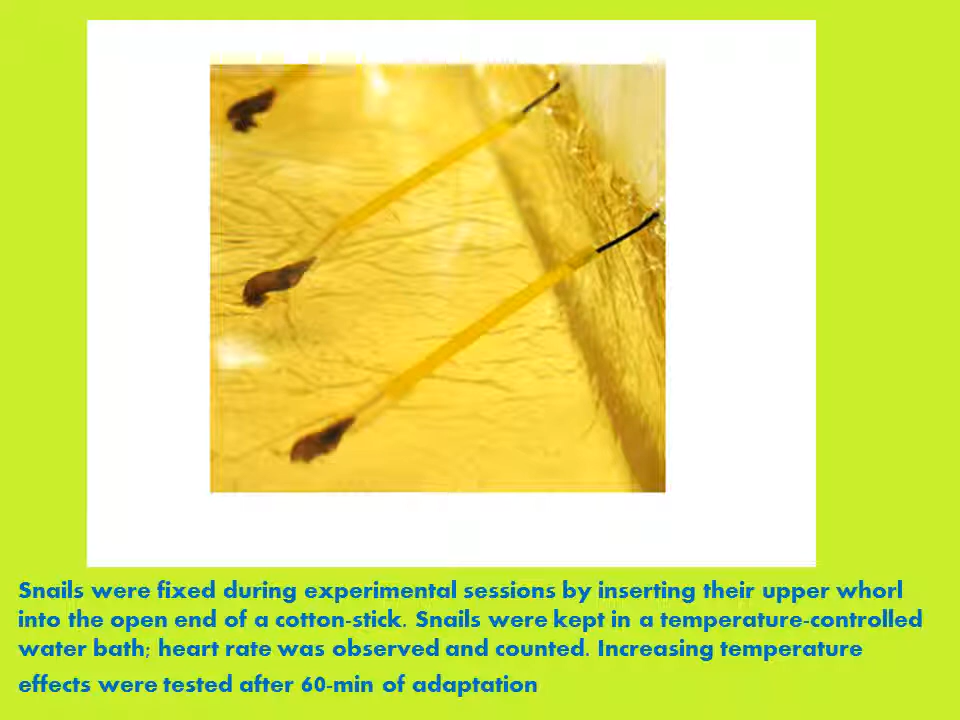 Snails were fixed during experimental sessions by inserting their upper whorl
into the open end of a cotton-stick. Snails were kept in a temperature-controlled
water bath; heart rate was observed and counted. Increasing temperature
effects were tested after 60-min of adaptation